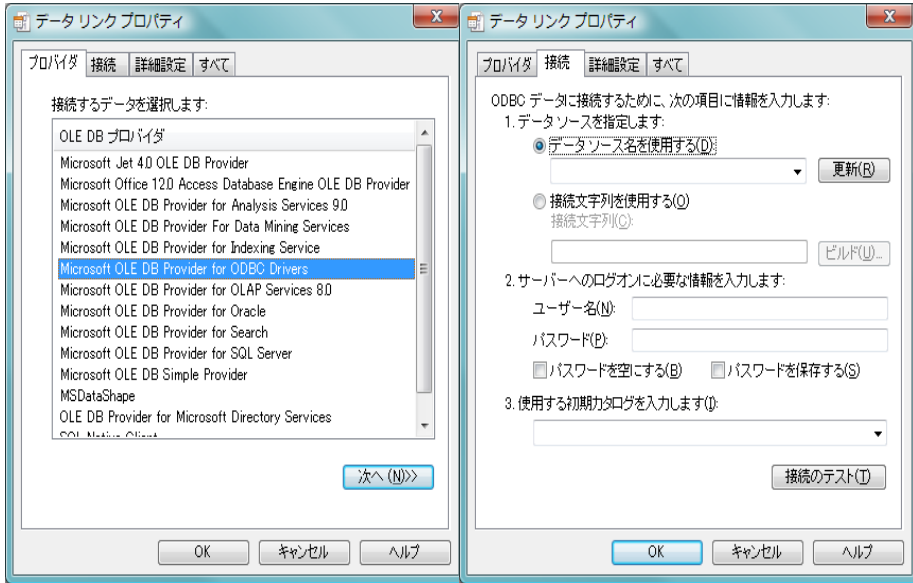 データ リンク プロパティ
プロバイダ 接続 詳細設定 すべて
接続するデータを選択します:
OLE DB プロバイダ
Microsoft Jet 4.0 OLE DB Provider
Microsoft Office 12.0 Access Database Engine OLE DB Provider
Microsoft OLE DB Provider for Analysis Services 9.0
Microsoft OLE DB Provider For Data Mining Services
Microsoft OLE DB Provider for Indexing Service
Microsoft OLE DB Provider for ODBC Drivers
Microsoft OLE DB Provider for OLAP Services 8.0
Microsoft OLE DB Provider for Oracle
Microsoft OLE DB Provider for Search
Microsoft OLE DB Provider for SQL Server
Microsoft OLE DB Simple Provider
MSDataShape
OLE DB Provider for Microsoft Directory Services
SQL Native Client
次へ(N)>>
OK キャンセル ヘルプ
データ リンク プロパティ
プロバイダ 接続 詳細設定 すべて
ODBC データに接続するために、次の項目に情報を入力します:
1. データ ソースを指定します:
データ ソース名を使用する(D):
更新(R)
接続文字列を使用する(O)
接続文字列(C):
ビルド(U)...
2. サーバーへのログオンに必要な情報を入力します:
ユーザー名(N):
パスワード(P):
パスワードを空にする(B) パスワードを保存する(S)
3. 使用する初期カタログを入力します(I):
接続のテスト(T)
OK キャンセル ヘルプ